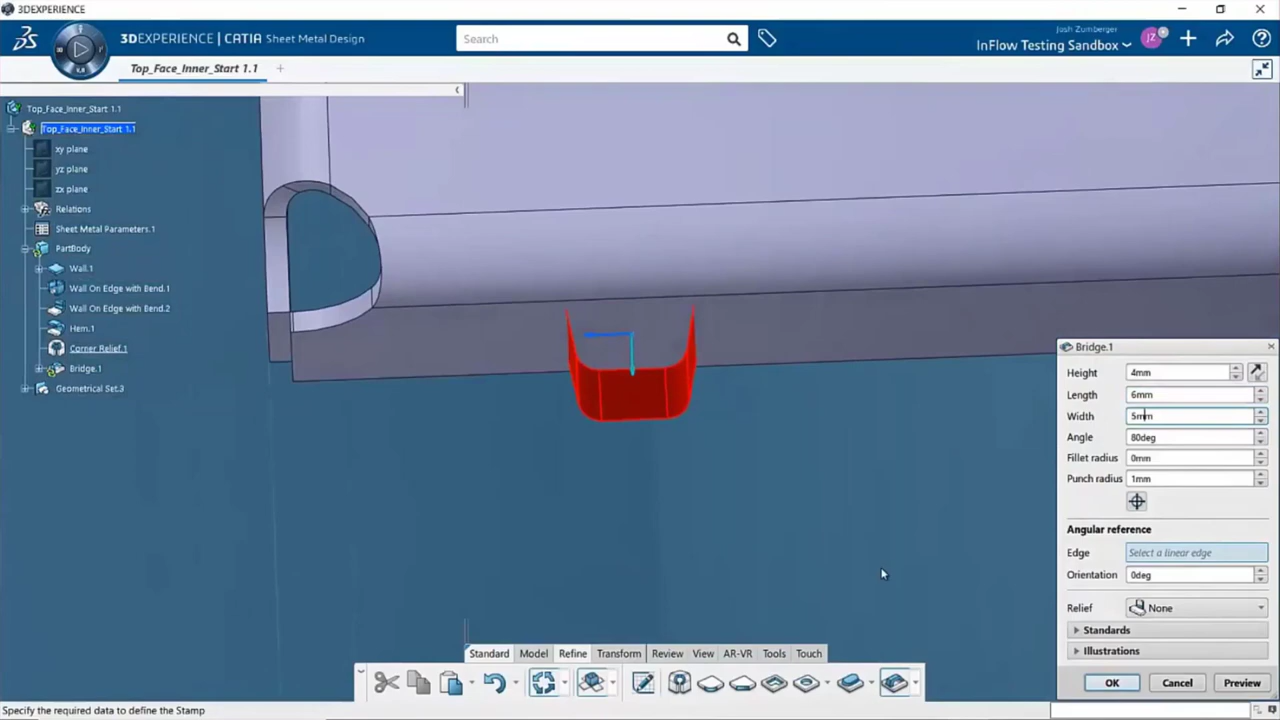 3DEXPERIENCE
3DEXPERIENCE | CATIA Sheet Metal Design
Search
Josh Zumberger
InFlow Testing Sandbox
JZ
Top_Face_Inner_Start 1.1
Top_Face_Inner_Start 1.1
Top_Face_Inner_Start 1.1
xy plane
yz plane
zx plane
Relations
Sheet Metal Parameters.1
PartBody
Wall.1
Wall On Edge with Bend.1
Wall On Edge with Bend.2
Hem.1
Corner Relief.1
Bridge.1
Geometrical Set.3
Bridge.1
Height 4mm
Length 6mm
Width 5mm
Angle 80deg
Fillet radius 0mm
Punch radius 1mm
Angular reference
Edge Select a linear edge
Orientation 0deg
Relief None
Standards
Illustrations
OK Cancel Preview
Standard Model Refine Transform Review View AR-VR Tools Touch
Specify the required data to define the Stamp